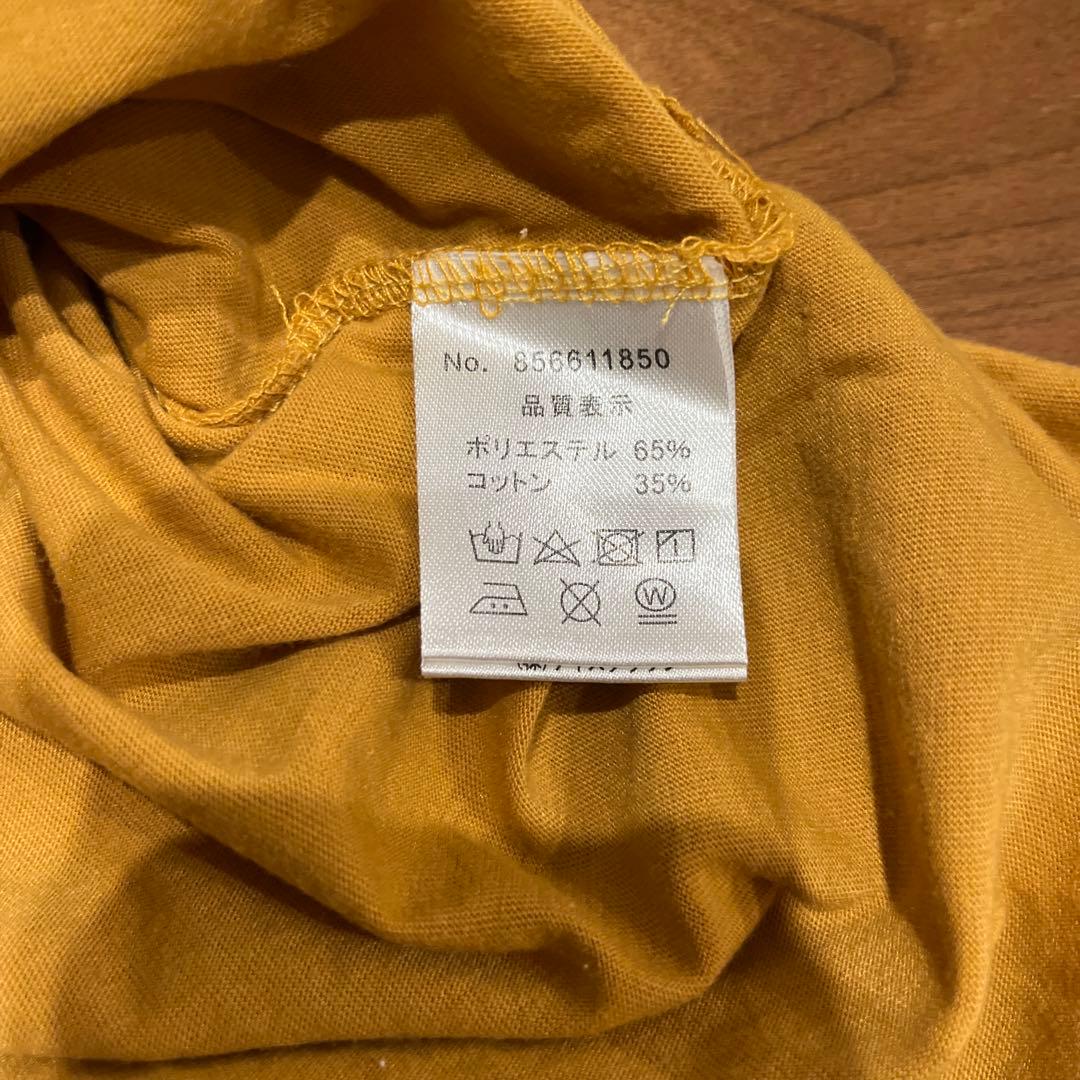 No. 856611850
品質表示
ポリエステル 65%
コットン 35%
W